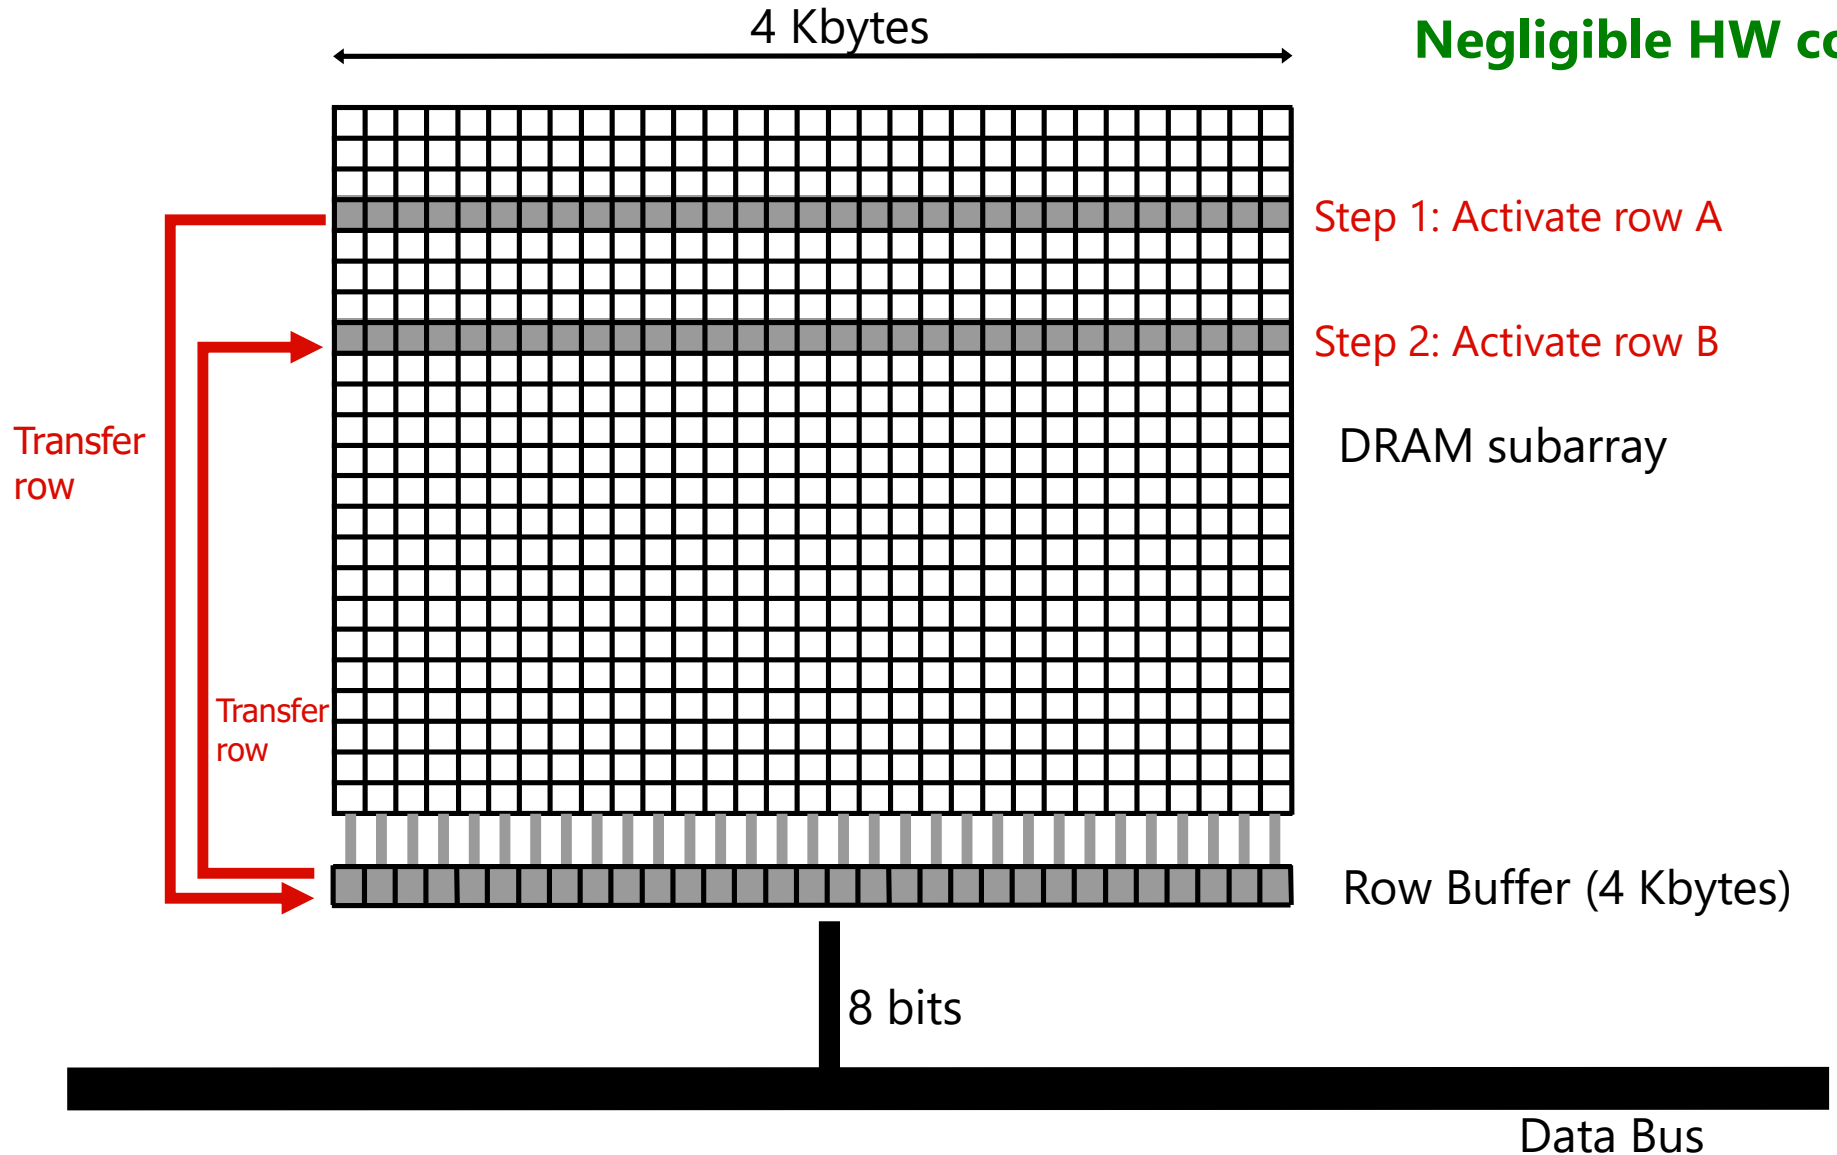 4 Kbytes
Negligible HW
Step 1: Activate row A
Step 2: Activate row B
Transfer
row
DRAM subarray
Transfer
row
Row Buffer (4 Kbytes)
8 bits
Data Bus